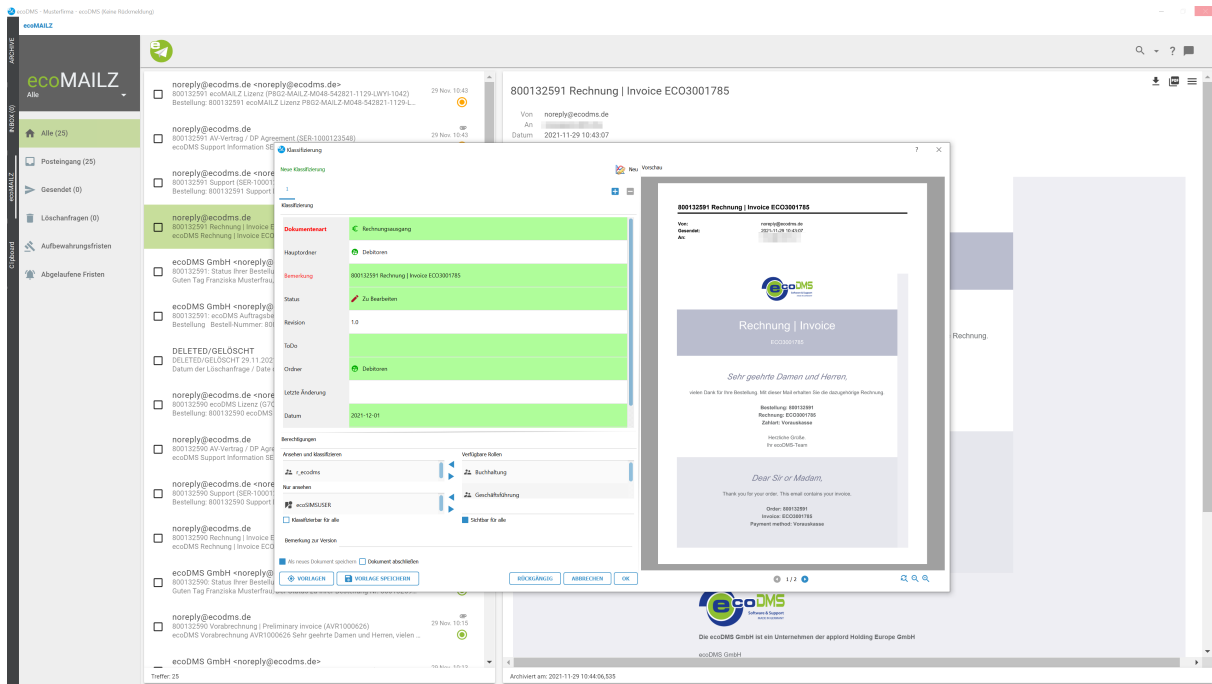 ecoDMS - Musterfirma - ecoDMS (Keine Rückmeldung)
ecoMAILZ
ARCHIVE
INBOX (0)
ecoMAILZ
Clipboard
ecoMAILZ
Alle
Alle (25)
Posteingang (25)
Gesendet (0)
Löschanfragen (0)
Aufbewahrungsfristen
Abgelaufene Fristen
noreply@ecodms.de <noreply@ecodms.de>
800132591 ecoMAILZ Lizenz (P8G2-MAILZ-M048-542821-1129-LWYI-1042)
29 Nov. 10:43
Bestellung: 800132591 ecoMAILZ Lizenz P8G2-MAILZ-M048-542821-1129-L...
noreply@ecodms.de
800132591 AV-Vertrag / DP Agreement (SER-1000123548)
29 Nov. 10:43
ecoDMS Support Information SE
noreply@ecodms.de <nore
800132591 Support (SER-10001
Bestellung: 800132591 Support
noreply@ecodms.de
800132591 Rechnung | Invoice E
ecoDMS Rechnung | Invoice ECO
ecoDMS GmbH <noreply@
800132591: Status Ihrer Bestellu
Guten Tag Franziska Musterfrau,
ecoDMS GmbH <noreply@
800132591: ecoDMS Auftragsbe
Bestellung Bestell-Nummer: 80
DELETED/GELÖSCHT
DELETED/GELÖSCHT 29.11.202
Datum der Löschanfrage / Date
noreply@ecodms.de <nore
800132590 ecoDMS Lizenz (G7C
Bestellung: 800132590 ecoDMS
noreply@ecodms.de
800132590 AV-Vertrag / DP Agre
ecoDMS Support Information SE
noreply@ecodms.de <nore
800132590 Support (SER-10001
Bestellung: 800132590 Support
noreply@ecodms.de
800132590 Rechnung | Invoice E
ecoDMS Rechnung | Invoice ECO
ecoDMS GmbH <noreply@
800132590: Status Ihrer Bestellu
Guten Tag Franziska Musterfrau,
noreply@ecodms.de
800132590 Vorabrechnung | Preliminary invoice (AVR1000626)
29 Nov. 10:15
ecoDMS Vorabrechnung AVR1000626 Sehr geehrte Damen und Herren, vielen ...
ecoDMS GmbH <noreply@ecodms.de>
29 Nov. 10:13
Treffer: 25
800132591 Rechnung | Invoice ECO3001785
Von noreply@ecodms.de
An
Datum 2021-11-29 10:43:07
Rechnung.
ecoDMS
Software & Support
MADE IN GERMANY
Die ecoDMS GmbH ist ein Unternehmen der applord Holding Europe GmbH
ecoDMS GmbH
Archiviert am: 2021-11-29 10:44:06,535
Klassifizierung
?
Neue Klassifizierung
Neu
1
Klassifizierung
Dokumentenart
Rechnungsausgang
Hauptordner
Debitoren
Bemerkung
800132591 Rechnung | Invoice ECO3001785
Status
Zu Bearbeiten
Revision
1.0
ToDo
Ordner
Debitoren
Letzte Änderung
Datum
2021-12-01
Berechtigungen
Ansehen und klassifizieren
Verfügbare Rollen
r_ecodms
Buchhaltung
Geschäftsführung
Nur ansehen
ecoSIMSUSER
Klassifizierbar für alle
Sichtbar für alle
Bemerkung zur Version
Als neues Dokument speichern
Dokument abschließen
VORLAGEN
VORLAGE SPEICHERN
RÜCKGÄNGIG
ABBRECHEN
OK
Vorschau
800132591 Rechnung | Invoice ECO3001785
Von: noreply@ecodms.de
Gesendet: 2021-11-29 10:43:07
An:
ecoDMS
Software & Support
MADE IN GERMANY
Rechnung | Invoice
ECO3001785
Sehr geehrte Damen und Herren,
vielen Dank für Ihre Bestellung. Mit dieser Mail erhalten Sie die dazugehörige Rechnung.
Bestellung: 800132591
Rechnung: ECO3001785
Zahlart: Vorauskasse
Herzliche Grüße.
Ihr ecoDMS-Team
Dear Sir or Madam,
Thank you for your order. This email contains your invoice.
Order: 800132591
Invoice: ECO3001785
Payment method: Vorauskasse
1 / 2